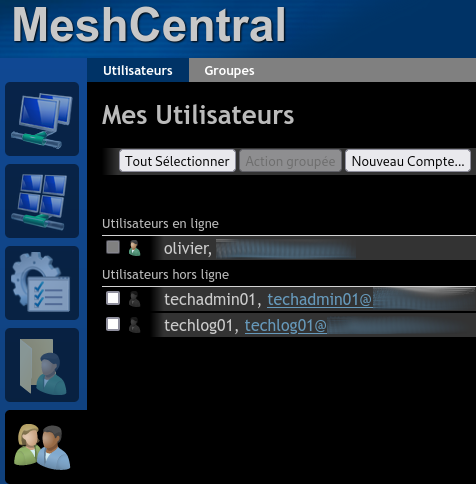 MeshCentral
Utilisateurs Groupes
Mes Utilisateurs
Tout Sélectionner Action groupée Nouveau Compte...
Utilisateurs en ligne
olivier,
Utilisateurs hors ligne
techadmin01, techadmin01@
techlog01, techlog01@